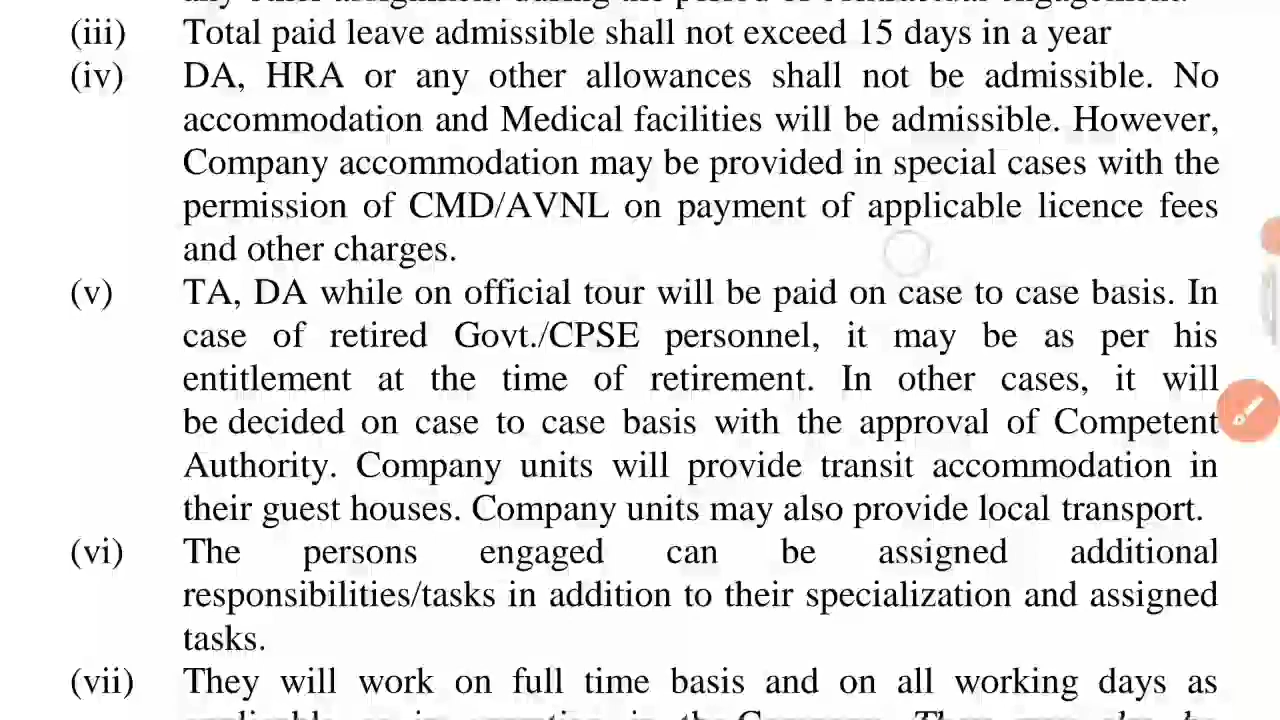 (iii) Total paid leave admissible shall not exceed 15 days in a year
(iv) DA, HRA or any other allowances shall not be admissible. No
accommodation and Medical facilities will be admissible. However,
Company accommodation may be provided in special cases with the
permission of CMD/AVNL on payment of applicable licence fees
and other charges.
(v) TA, DA while on official tour will be paid on case to case basis. In
case of retired Govt./CPSE personnel, it may be as per his
entitlement at the time of retirement. In other cases, it will
be decided on case to case basis with the approval of Competent
Authority. Company units will provide transit accommodation in
their guest houses. Company units may also provide local transport.
(vi) The persons engaged can be assigned additional
responsibilities/tasks in addition to their specialization and assigned
tasks.
(vii) They will work on full time basis and on all working days as